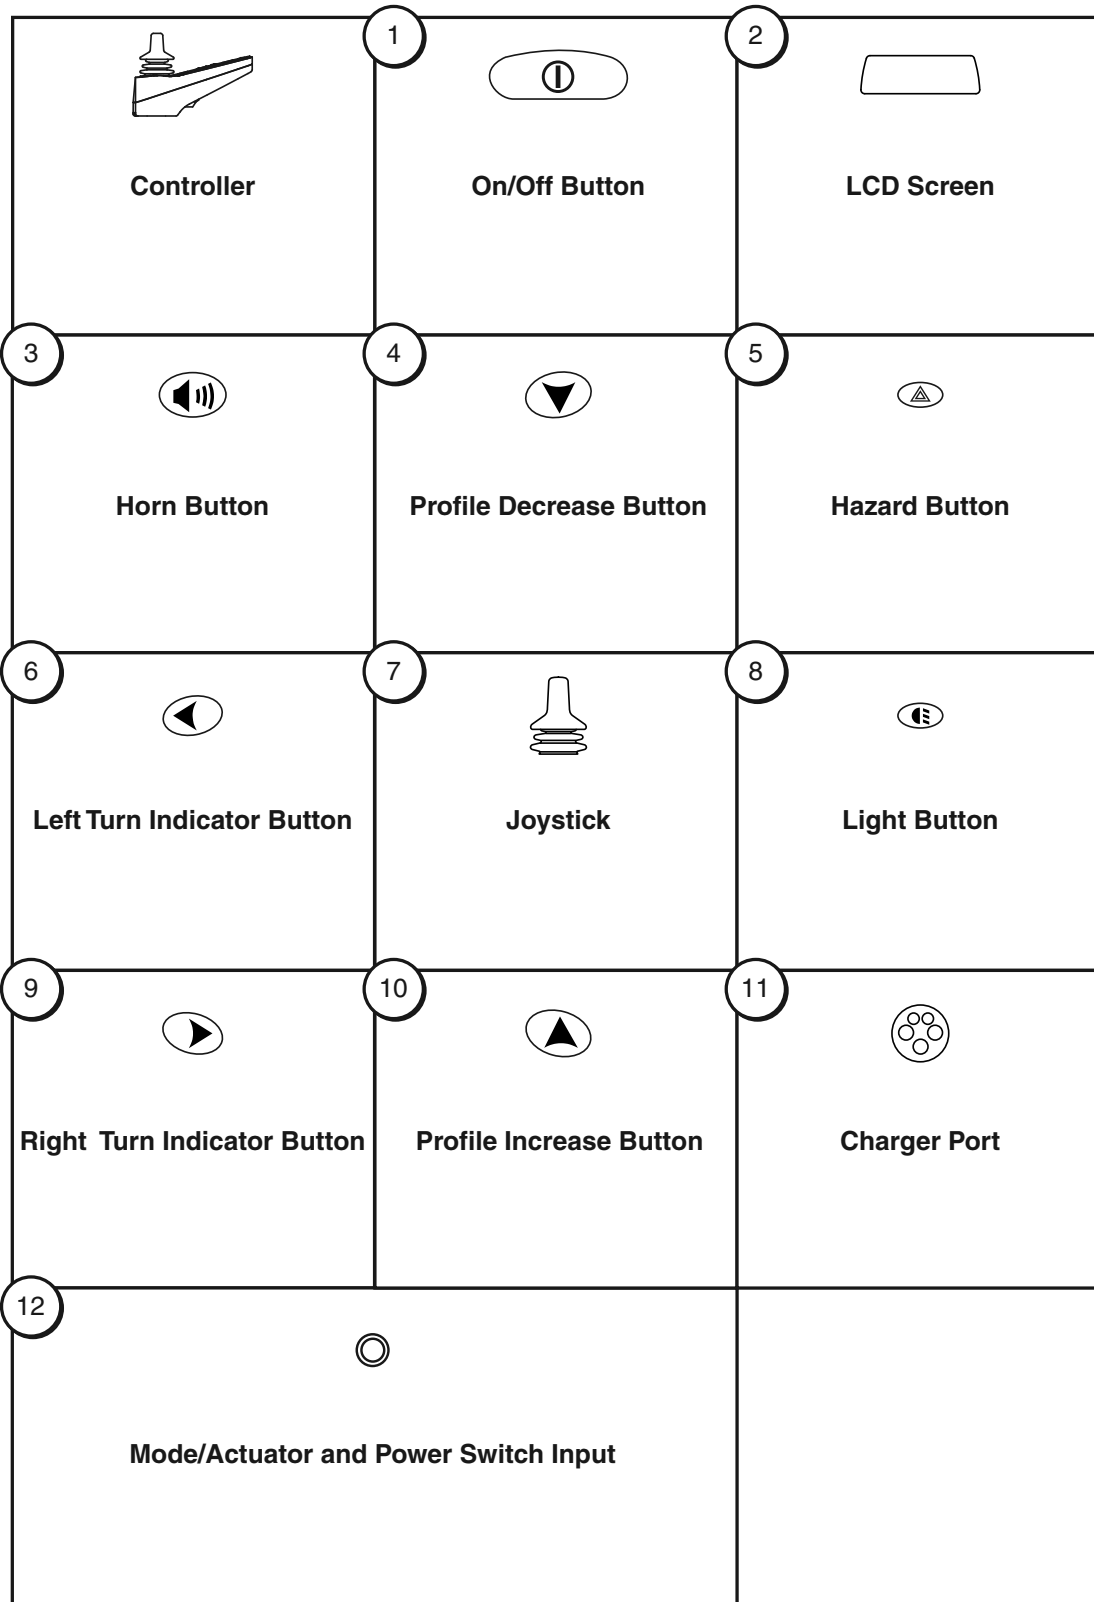 Controller
1
On/Off Button
2
LCD Screen
3
Horn Button
4
Profile Decrease Button
5
Hazard Button
6
Left Turn Indicator Button
7
Joystick
8
Light Button
9
Right Turn Indicator Button
10
Profile Increase Button
11
Charger Port
12
Mode/Actuator and Power Switch Input